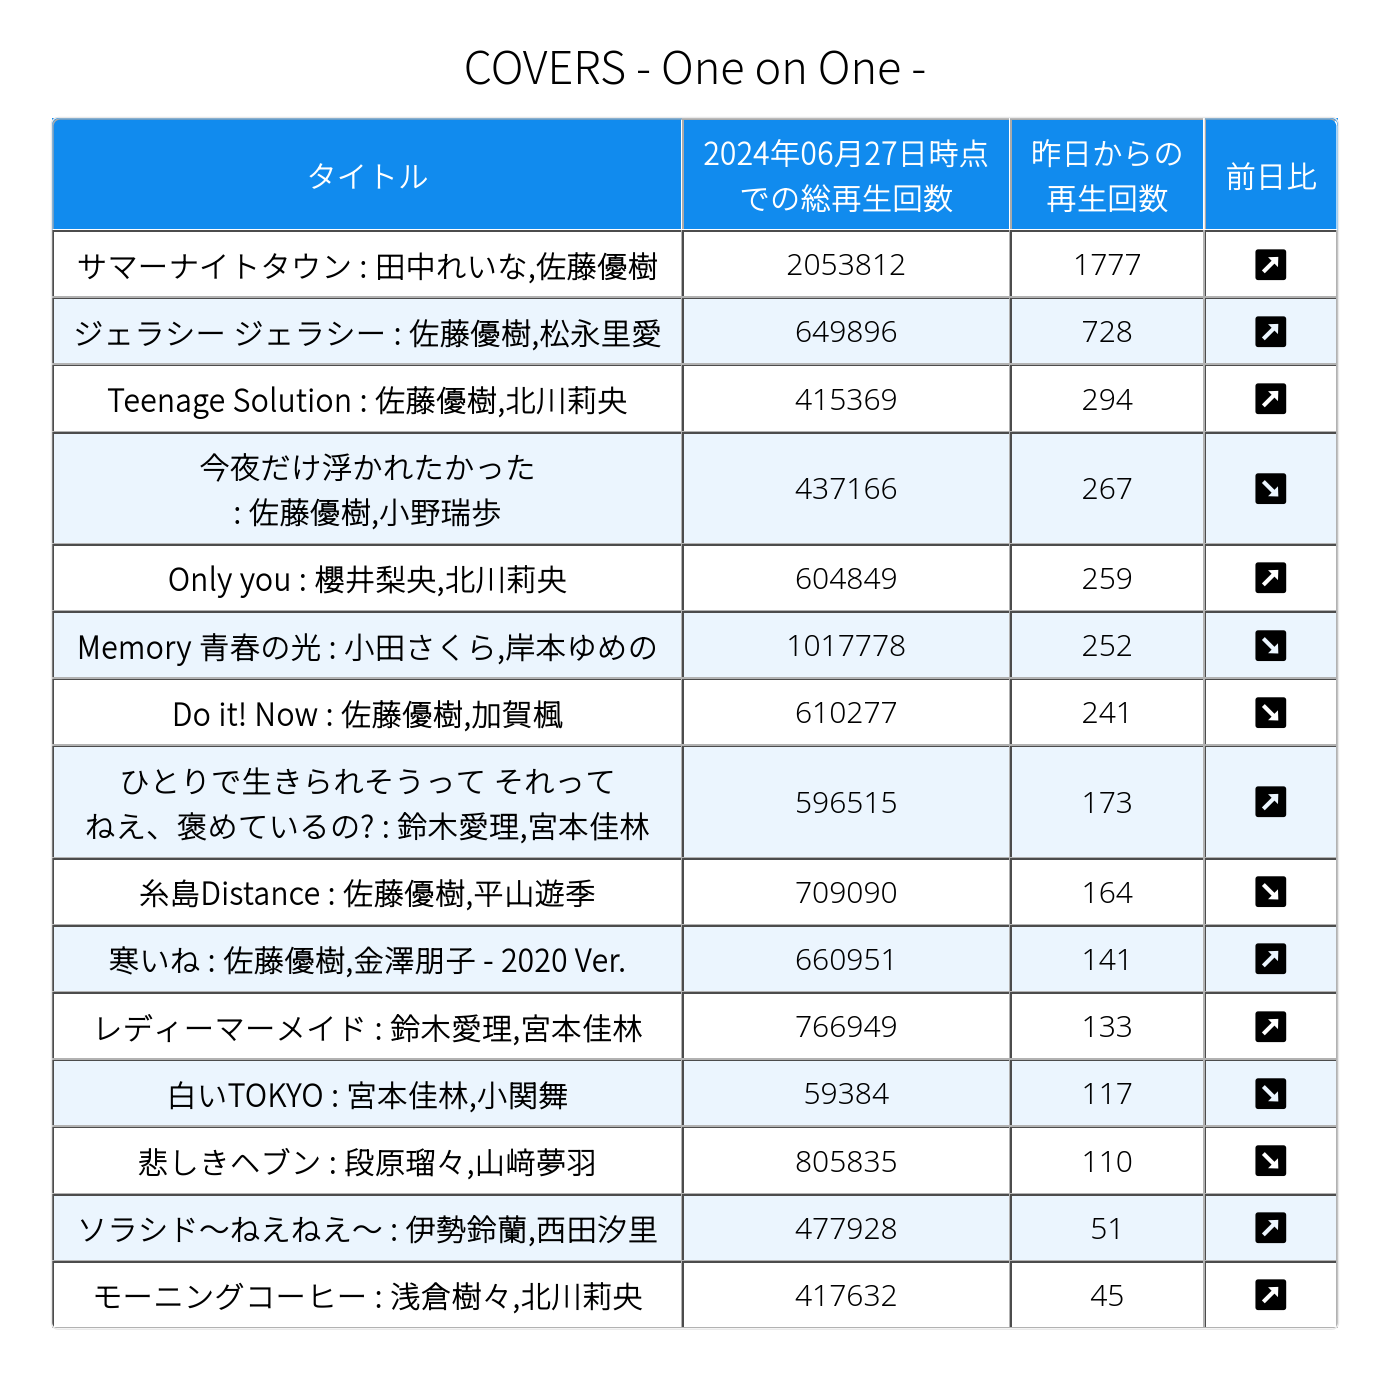 COVERS - One on One -
タイトル
2024年06月27日時点
での総再生回数
昨日からの
再生回数
前日比
サマーナイトタウン : 田中れいな,佐藤優樹
2053812
1777
ジェラシー ジェラシー : 佐藤優樹,松永里愛
649896
728
Teenage Solution : 佐藤優樹,北川莉央
415369
294
今夜だけ浮かれたかった
: 佐藤優樹,小野瑞歩
437166
267
Only you : 櫻井梨央,北川莉央
604849
259
Memory 青春の光 : 小田さくら,岸本ゆめの
1017778
252
Do it! Now : 佐藤優樹,加賀楓
610277
241
ひとりで生きられそうって それって
ねえ、褒めているの? : 鈴木愛理,宮本佳林
596515
173
糸島Distance : 佐藤優樹,平山遊季
709090
164
寒いね : 佐藤優樹,金澤朋子 - 2020 Ver.
660951
141
レディーマーメイド : 鈴木愛理,宮本佳林
766949
133
白いTOKYO : 宮本佳林,小関舞
59384
117
悲しきヘブン : 段原瑠々,山﨑夢羽
805835
110
ソラシド〜ねえねえ〜 : 伊勢鈴蘭,西田汐里
477928
51
モーニングコーヒー : 浅倉樹々,北川莉央
417632
45